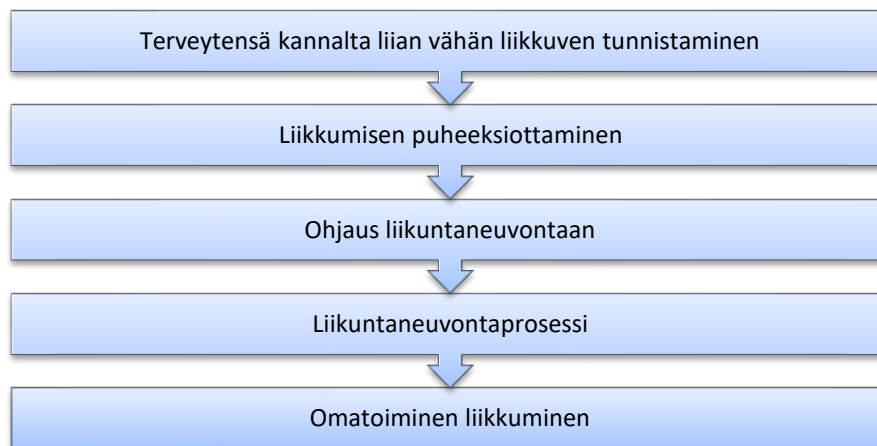 Terveytensä kannalta liian vähän liikkuven tunnistaminen
Liikkumisen puheeksiottaminen
Ohjaus liikuntaneuvontaan
Liikuntaneuvontaprosessi
Omatoiminen liikkuminen